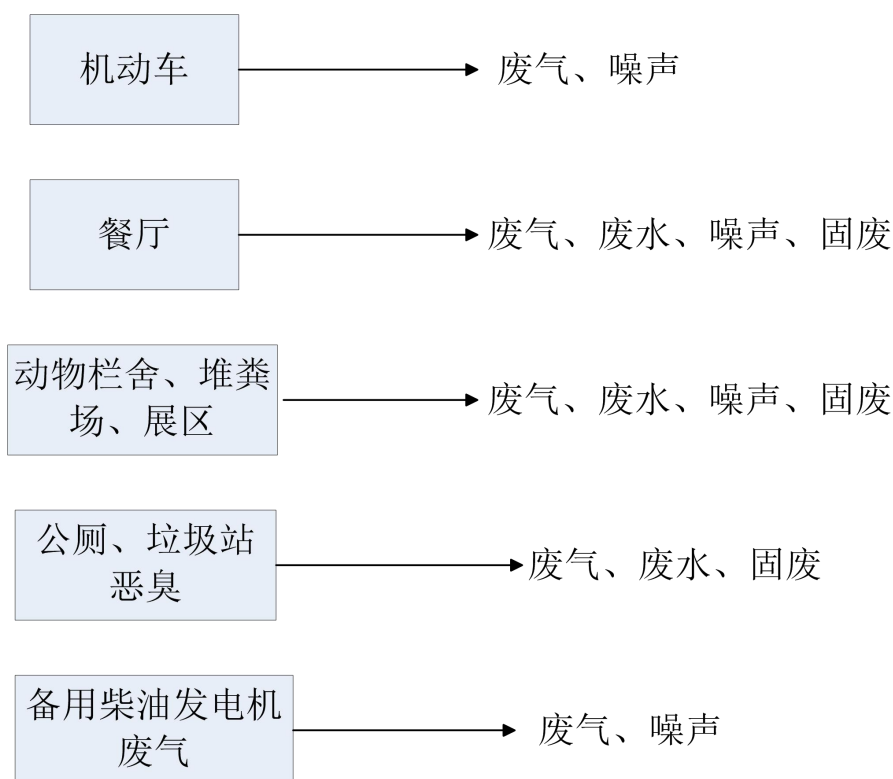 机动车
废气、噪声
餐厅
废气、废水、噪声、固废
动物栏舍、堆粪
场、展区
废气、废水、噪声、固废
公厕、垃圾站
恶臭
废气、废水、固废
备用柴油发电机
废气
废气、噪声